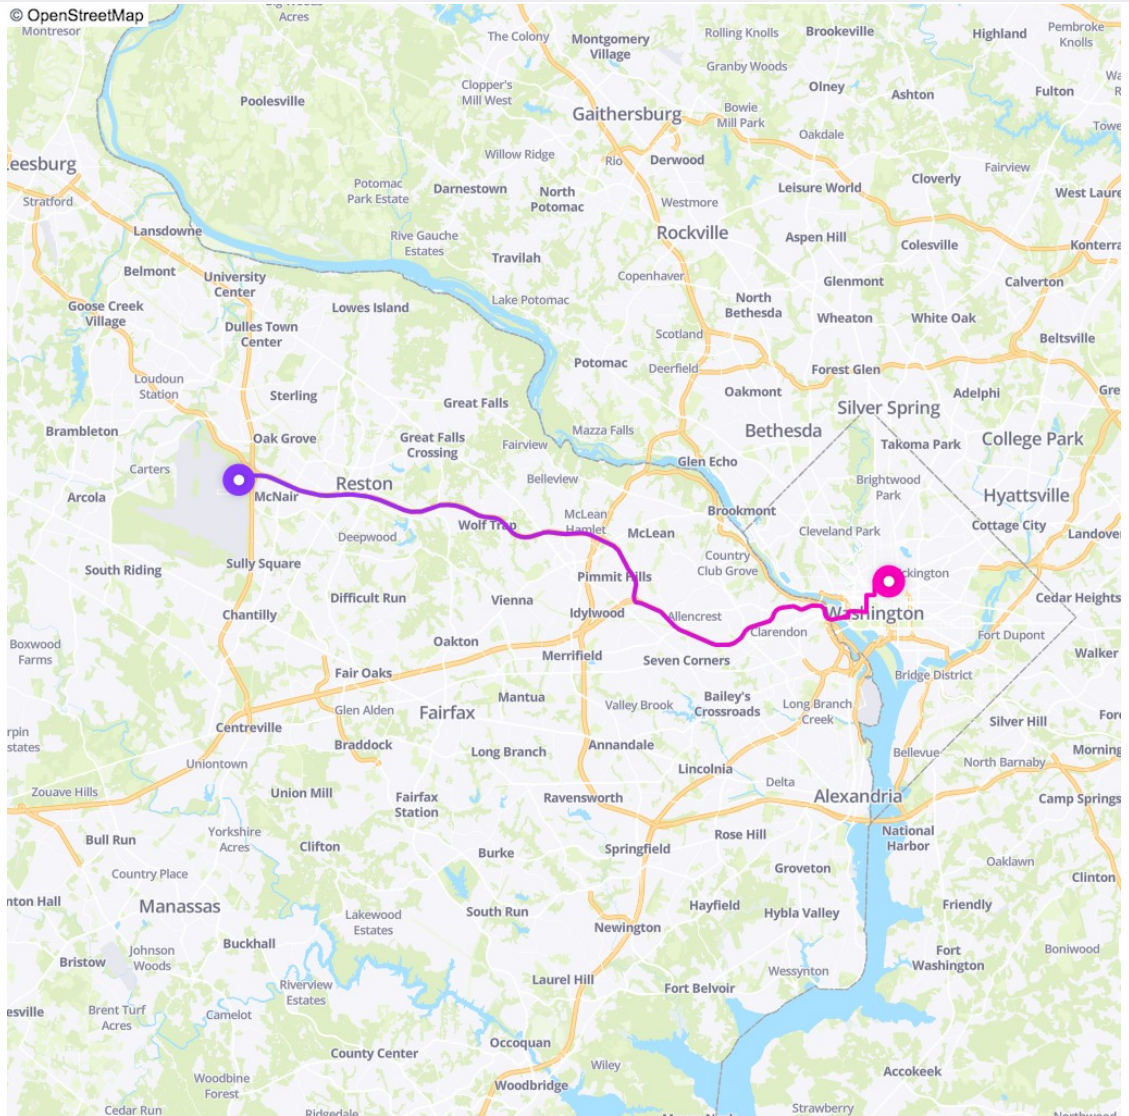 © OpenStreetMap
Montresor
Acres
The Colony
Montgomery
Village
Rolling Knolls
Brookeville
Highland
Pembroke
Knolls
Granby Woods
Poolesville
Clopper's
Mill West
Olney
Ashton
Fulton
Gaithersburg
Bowie
Mill Park
Oakdale
eesburg
Willow Ridge
Rio
Derwood
Fairview
Stratford
Potomac
Park Estate
Darnestown
North
Potomac
Westmore
Leisure World
Cloverly
West Laure
Lansdowne
Rive Gauche
Estates
Rockville
Aspen Hill
Colesville
Konterra
Belmont
University
Center
Travilah
Copenhaver
Glenmont
Calverton
Goose Creek
Village
Lowes Island
Lake Potomac
North
Bethesda
Wheaton
White Oak
Dulles Town
Center
Scotland
Beltsville
Loudoun
Station
Potomac
Deerfield
Forest Glen
Sterling
Great Falls
Oakmont
Adelphi
Gre
Silver Spring
Brambleton
Oak Grove
Great Falls
Crossing
Fairview
Mazza Falls
Bethesda
Takoma Park
College Park
Carters
Belleview
Glen Echo
Brightwood
Park
Arcola
McNair
Reston
Hyattsville
McLean
Hamlet
Brookmont
Deepwood
Wolf Trap
McLean
Cleveland Park
Cottage City
Landove
South Riding
Sully Square
Pimmit Hills
Country
Club Grove
ckington
Difficult Run
Vienna
Idylwood
Allencrest
Washington
Cedar Heights
Chantilly
Clarendon
Fort Dupont
Boxwood
Farms
Oakton
Merrifield
Seven Corners
Walker
Fair Oaks
Bridge District
Mantua
Valley Brook
Bailey's
Crossroads
Long Branch
Creek
Glen Alden
Fairfax
Silver Hill
Centreville
Braddock
Long Branch
Annandale
Bellevue
Morning
Uniontown
Lincolnia
Delta
North Barnaby
Zouave Hills
Union Mill
Fairfax
Station
Ravensworth
Alexandria
Camp Springs
Bull Run
Yorkshire
Acres
Clifton
Burke
Springfield
Rose Hill
National
Harbor
Oaklawn
Country Place
Groveton
Clinton
nton Hall
Manassas
Lakewood
Estates
South Run
Hayfield
Hybla Valley
Friendly
Newington
Bristow
Johnson
Woods
Buckhall
Fort
Washington
Boniwood
Riverview
Estates
Laurel Hill
Fort Belvoir
Wessynton
esville
Brent Turf
Acres
Camelot
County Center
Occoquan
Wiley
Accokeek
Woodbine
Forest
Woodbridge
Cedar Run
Ridgedale
Strawberry